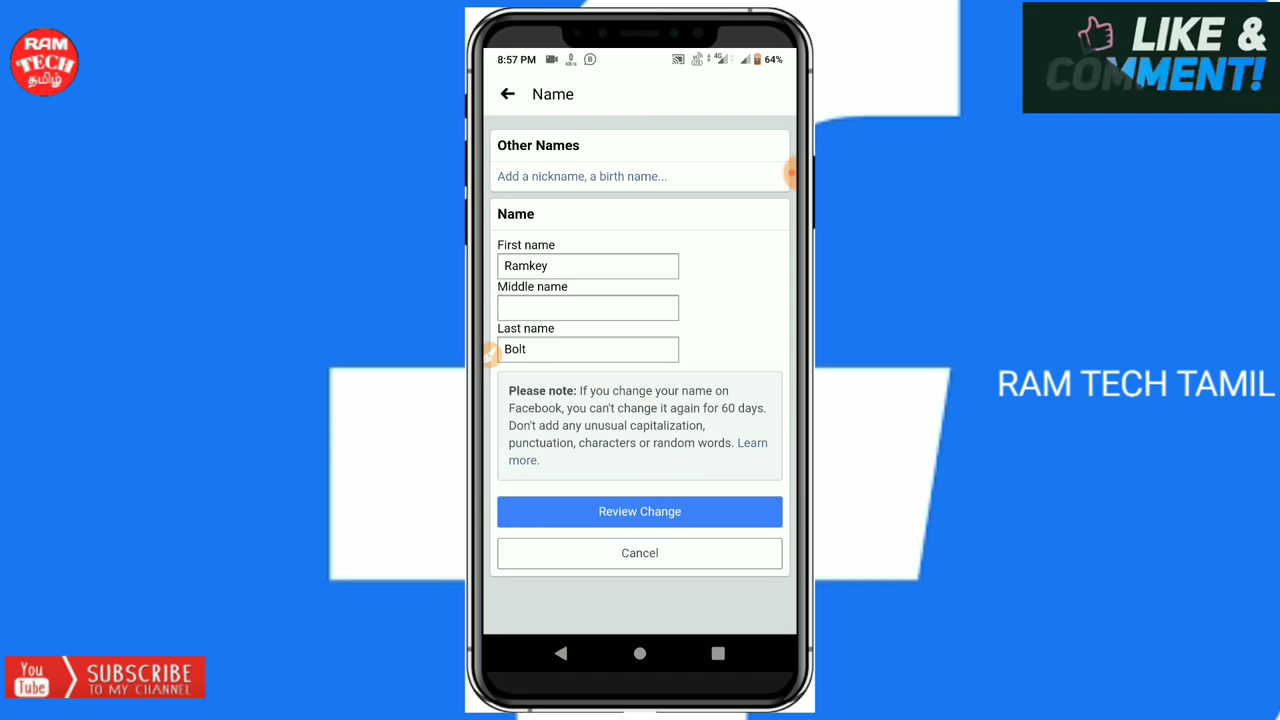 RAM
TECH
தமிழ்
LIKE &
COMMENT!
8:57 PM
4G
64%
Name
Other Names
Add a nickname, a birth name...
Name
First name
Ramkey
Middle name
Last name
Bolt
Please note: If you change your name on
Facebook, you can't change it again for 60 days.
Don't add any unusual capitalization,
punctuation, characters or random words. Learn
more.
Review Change
Cancel
RAM TECH TAMIL
You
Tube
SUBSCRIBE
TO MY CHANNEL